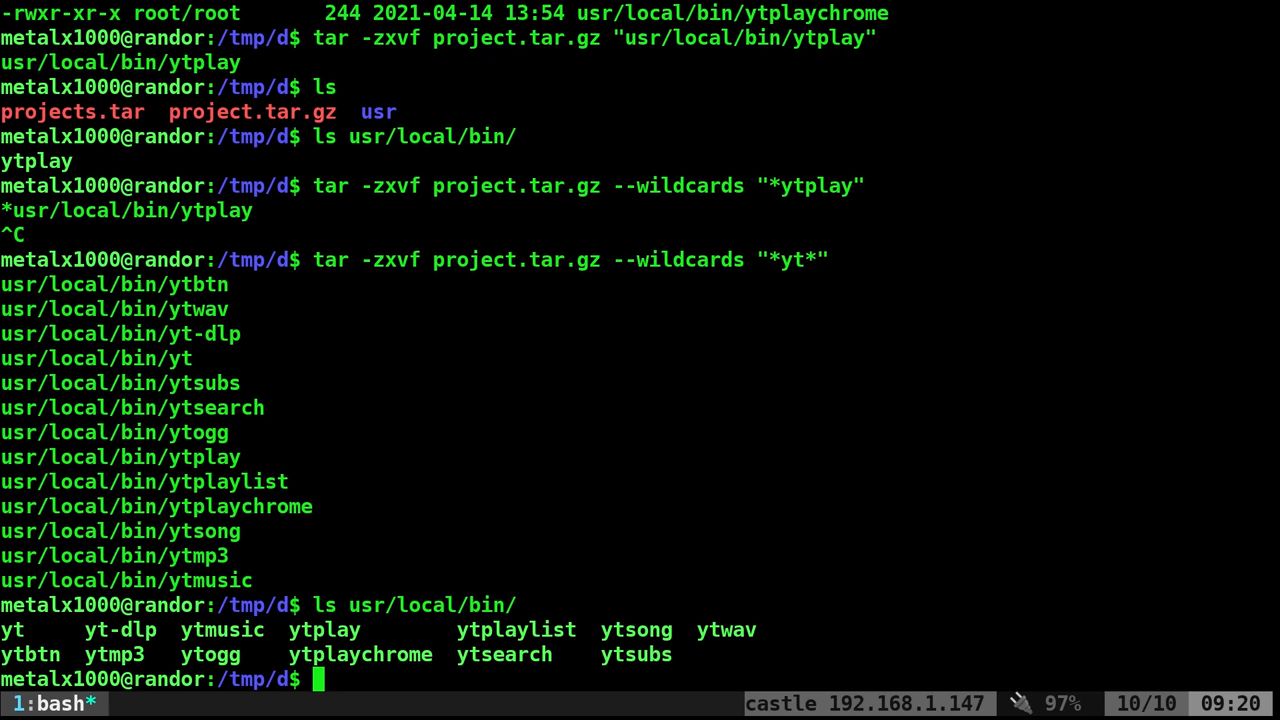 -rwxr-xr-x root/root       244 2021-04-14 13:54 usr/local/bin/ytplaychrome
metalx1000@randor:/tmp/d$ tar -zxvf project.tar.gz "usr/local/bin/ytplay"
usr/local/bin/ytplay
metalx1000@randor:/tmp/d$ ls
projects.tar  project.tar.gz  usr
metalx1000@randor:/tmp/d$ ls usr/local/bin/
ytplay
metalx1000@randor:/tmp/d$ tar -zxvf project.tar.gz --wildcards "*ytplay"
*usr/local/bin/ytplay
^C
metalx1000@randor:/tmp/d$ tar -zxvf project.tar.gz --wildcards "*yt*"
usr/local/bin/ytbtn
usr/local/bin/ytwav
usr/local/bin/yt-dlp
usr/local/bin/yt
usr/local/bin/ytsubs
usr/local/bin/ytsearch
usr/local/bin/ytogg
usr/local/bin/ytplay
usr/local/bin/ytplaylist
usr/local/bin/ytplaychrome
usr/local/bin/ytsong
usr/local/bin/ytmp3
usr/local/bin/ytmusic
metalx1000@randor:/tmp/d$ ls usr/local/bin/
yt     yt-dlp  ytmusic  ytplay        ytplaylist  ytsong  ytwav
ytbtn  ytmp3   ytogg    ytplaychrome  ytsearch    ytsubs
metalx1000@randor:/tmp/d$
1:bash* castle 192.168.1.147 97% 10/10 09:20